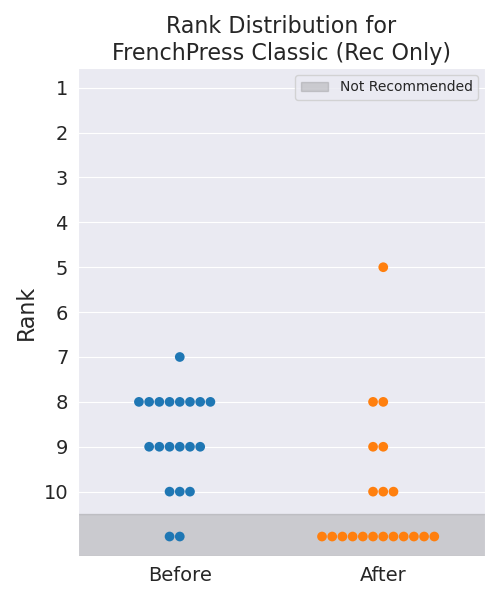 Rank Distribution for
FrenchPress Classic (Rec Only)
Not Recommended
1
2
3
4
5
6
7
8
9
10
Rank
Before
After